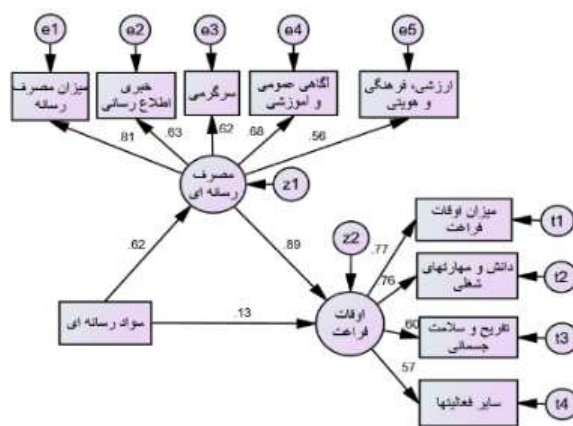 e1
e2
e3
e4
e5
میزان مصرف
رسانه
خبری
اطلاع رسانی
سرگرمی
آگاهی عمومی
و آموزشی
ارزشی، فرهنگی
و هویتی
.81
.63
.62
.68
.56
مصرف
رسانه ای
z1
.62
.89
z2
.77
میزان اوقات
فراغت
t1
.76
دانش و مهارتهای
شغلی
t2
سواد رسانه ای
.13
اوقات
فراغت
.60
تفریح و سلامت
جسمانی
t3
.57
سایر فعالیتها
t4